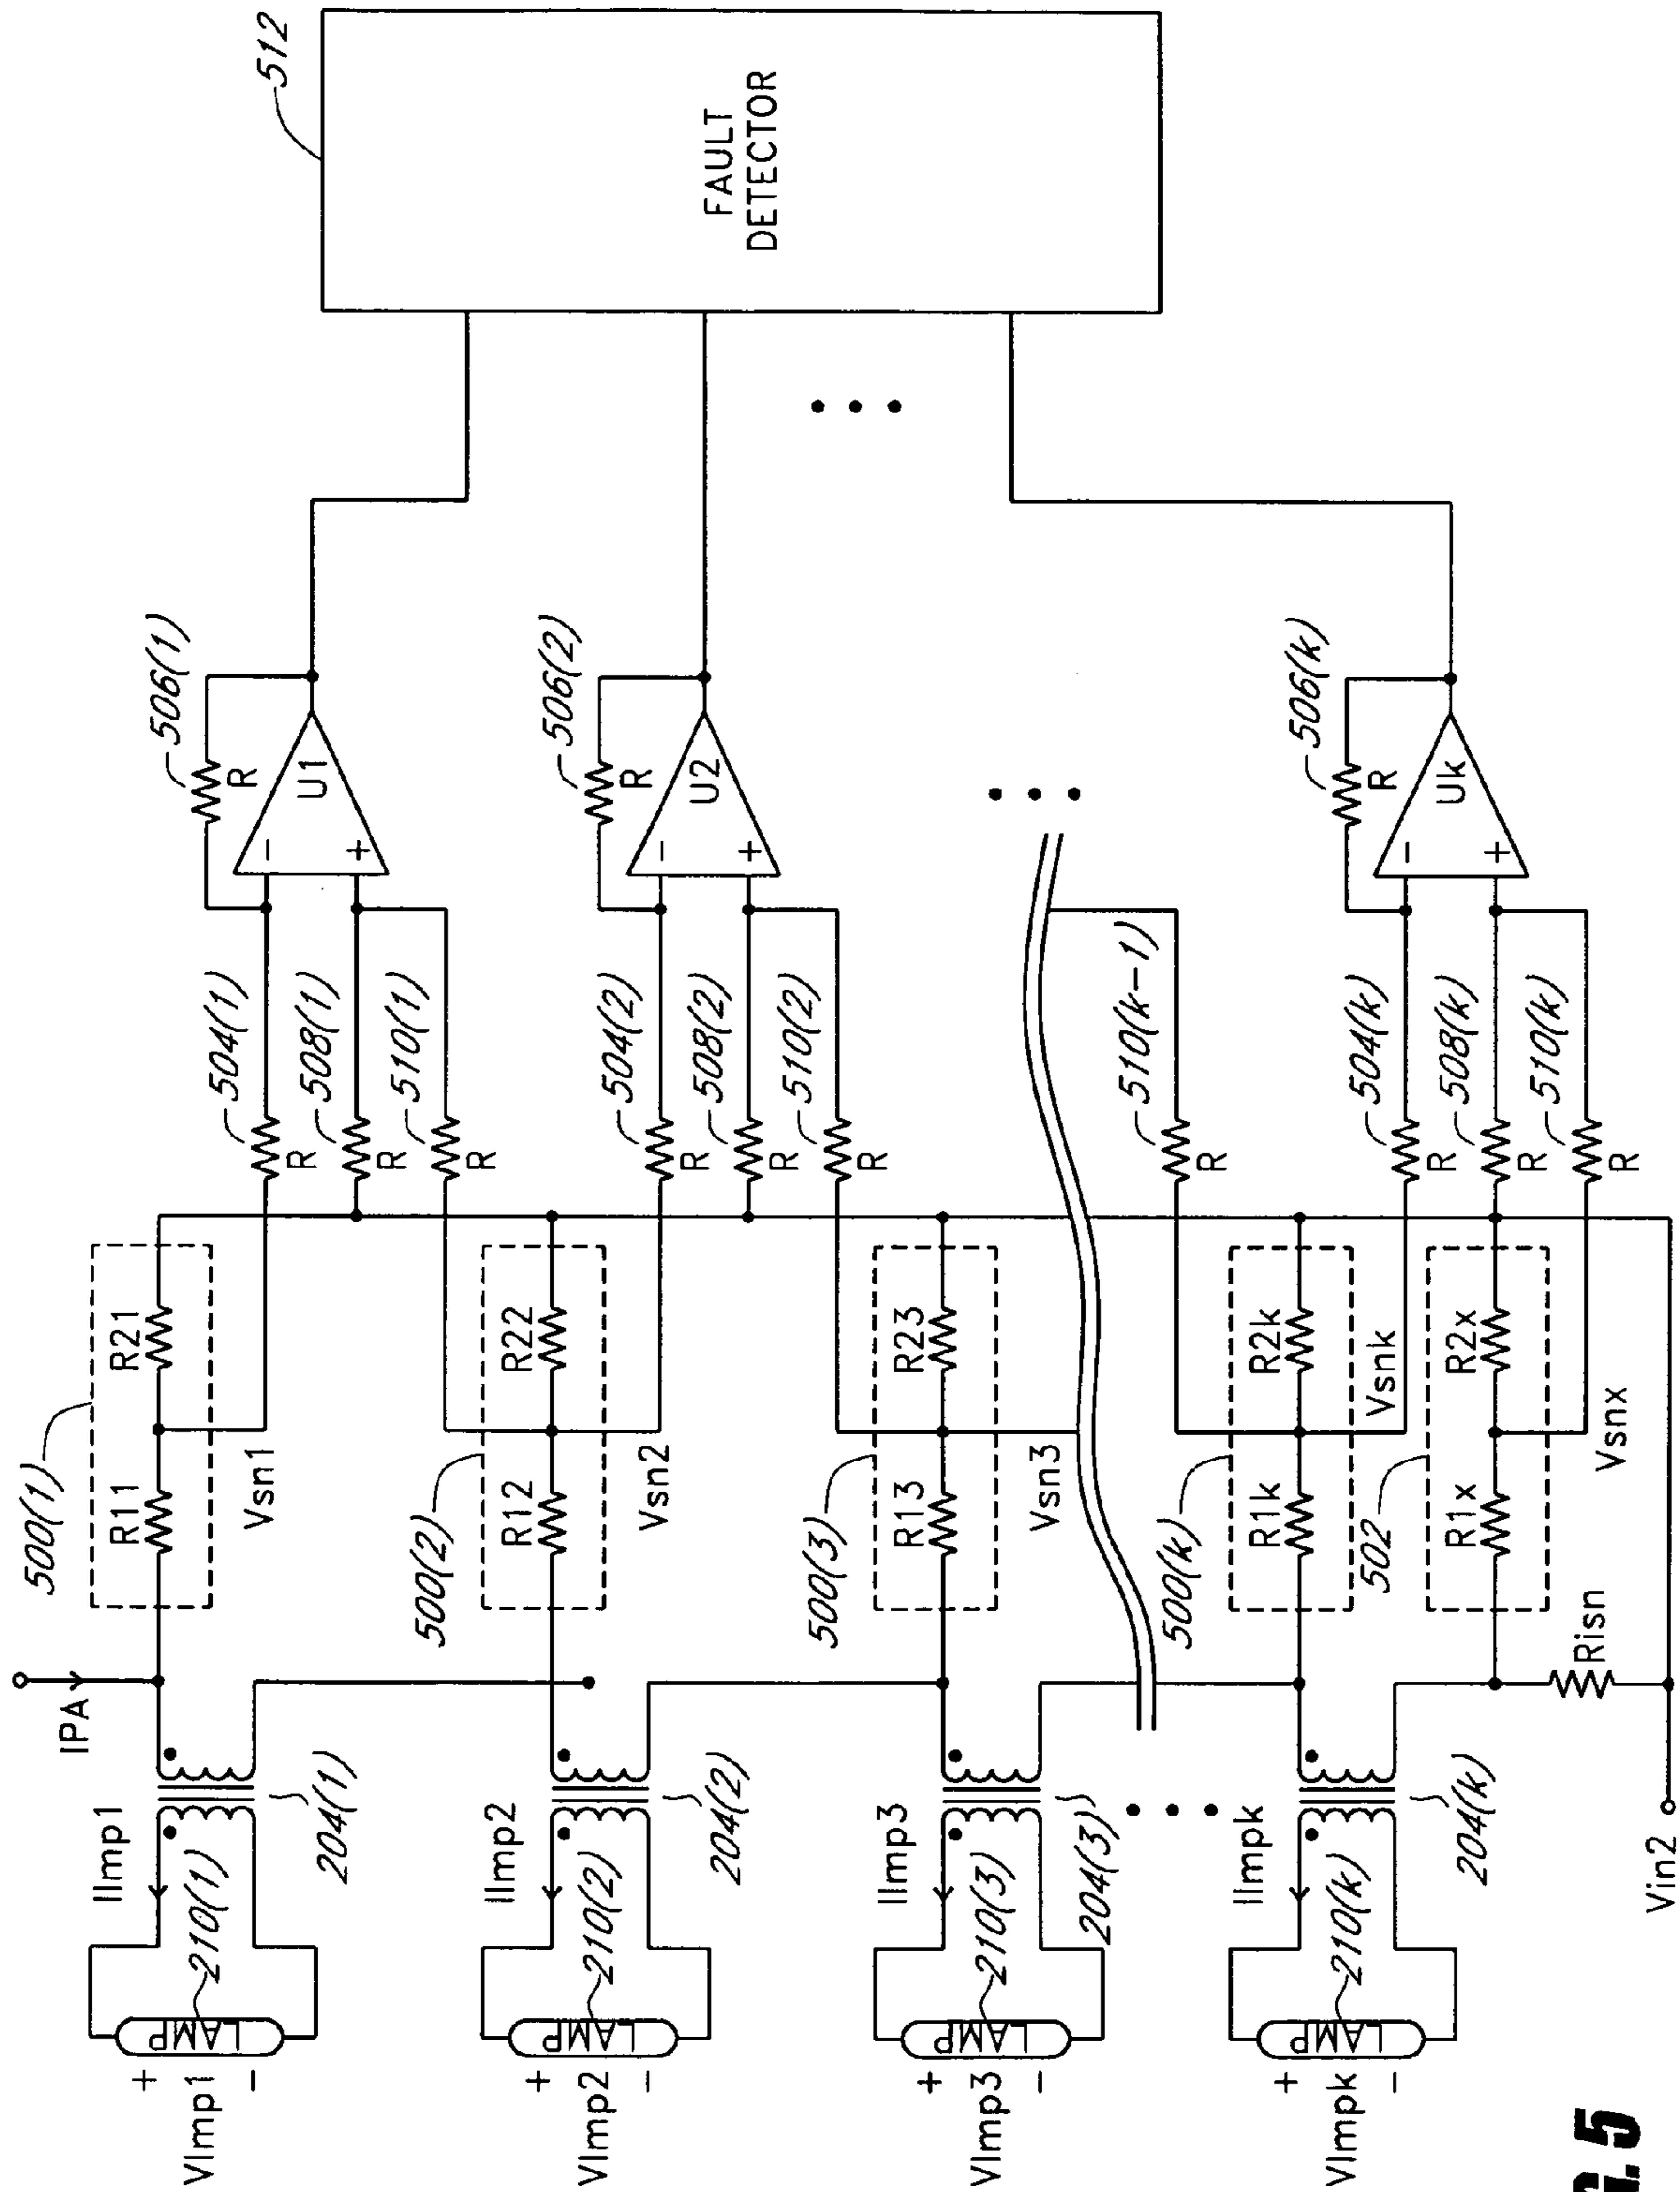 512
FAULT
DETECTOR
506(1)
R
U1
-
+
504(1)
R
508(1)
R
510(1)
R
500(1)
R11
R21
Vsn1
IPA
Ilmp1
204(1)
210(1)
LAMP
+
Vlmp1
-
506(2)
R
U2
-
+
504(2)
R
508(2)
R
510(2)
R
500(2)
R12
R22
Vsn2
Ilmp2
204(2)
210(2)
LAMP
+
Vlmp2
-
500(3)
R13
R23
Vsn3
Ilmp3
204(3)
210(3)
LAMP
+
Vlmp3
-
510(k-1)
R
506(k)
R
Uk
-
+
504(k)
R
508(k)
R
510(k)
R
500(k)
R1k
R2k
Vsnk
502
R1x
R2x
Vsnx
Risn
Ilmpk
204(k)
210(k)
LAMP
+
Vlmpk
-
Vin2
5